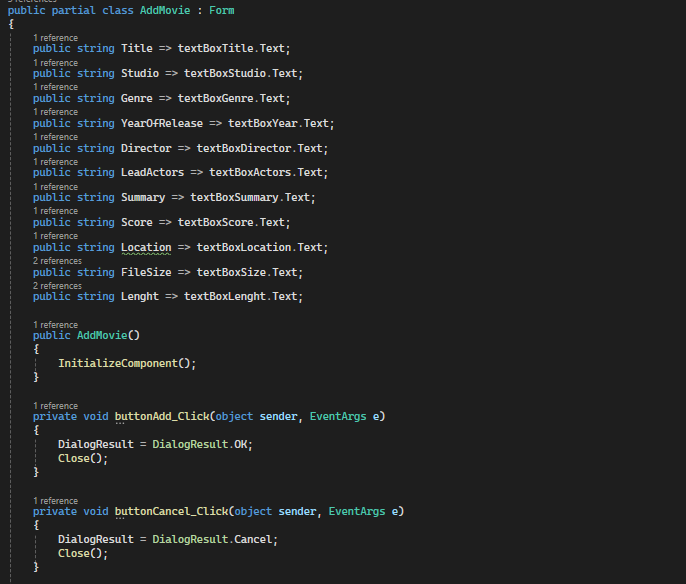 3 references
public partial class AddMovie : Form
{
1 reference
public string Title => textBoxTitle.Text;
1 reference
public string Studio => textBoxStudio.Text;
1 reference
public string Genre => textBoxGenre.Text;
1 reference
public string YearOfRelease => textBoxYear.Text;
1 reference
public string Director => textBoxDirector.Text;
1 reference
public string LeadActors => textBoxActors.Text;
1 reference
public string Summary => textBoxSummary.Text;
1 reference
public string Score => textBoxScore.Text;
1 reference
public string Location => textBoxLocation.Text;
2 references
public string FileSize => textBoxSize.Text;
2 references
public string Lenght => textBoxLenght.Text;
1 reference
public AddMovie()
{
InitializeComponent();
}
1 reference
private void buttonAdd_Click(object sender, EventArgs e)
{
DialogResult = DialogResult.OK;
Close();
}
1 reference
private void buttonCancel_Click(object sender, EventArgs e)
{
DialogResult = DialogResult.Cancel;
Close();
}